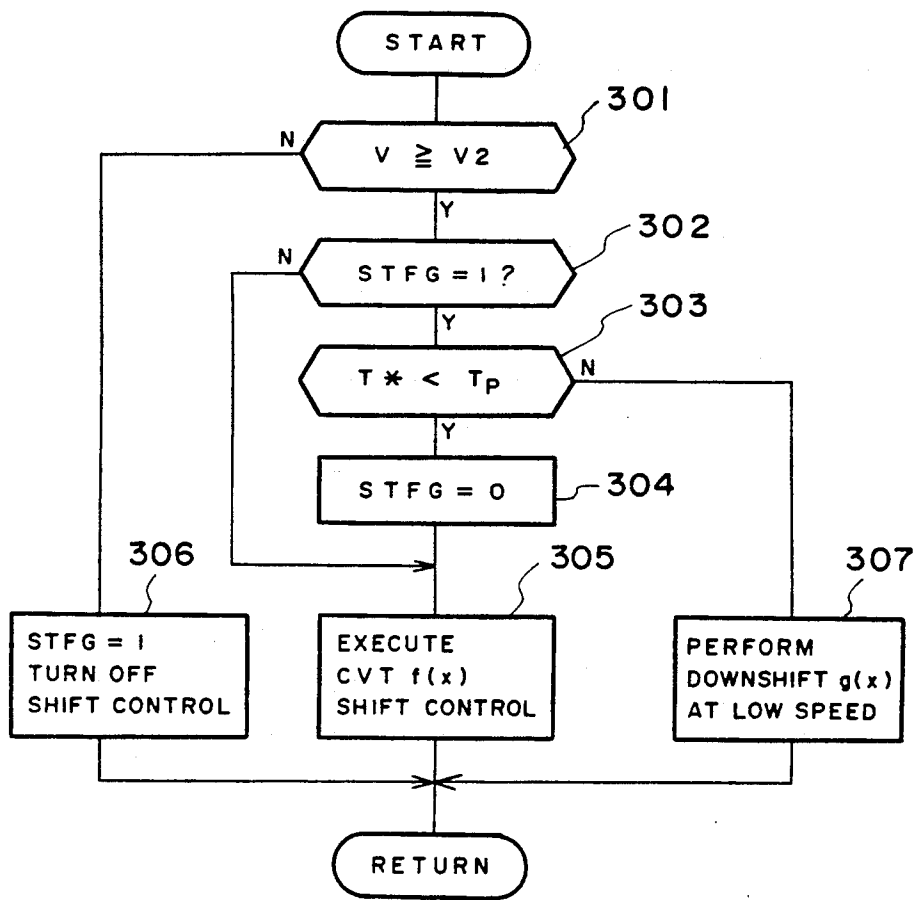 START
301
N
V ≧ V2
Y
302
N
STFG=1?
303
Y
N
T* < TP
Y
STFG=0
304
306
305
307
STFG=1
TURN OFF
SHIFT CONTROL
EXECUTE
CVT f(x)
SHIFT CONTROL
PERFORM
DOWNSHIFT g(x)
AT LOW SPEED
RETURN